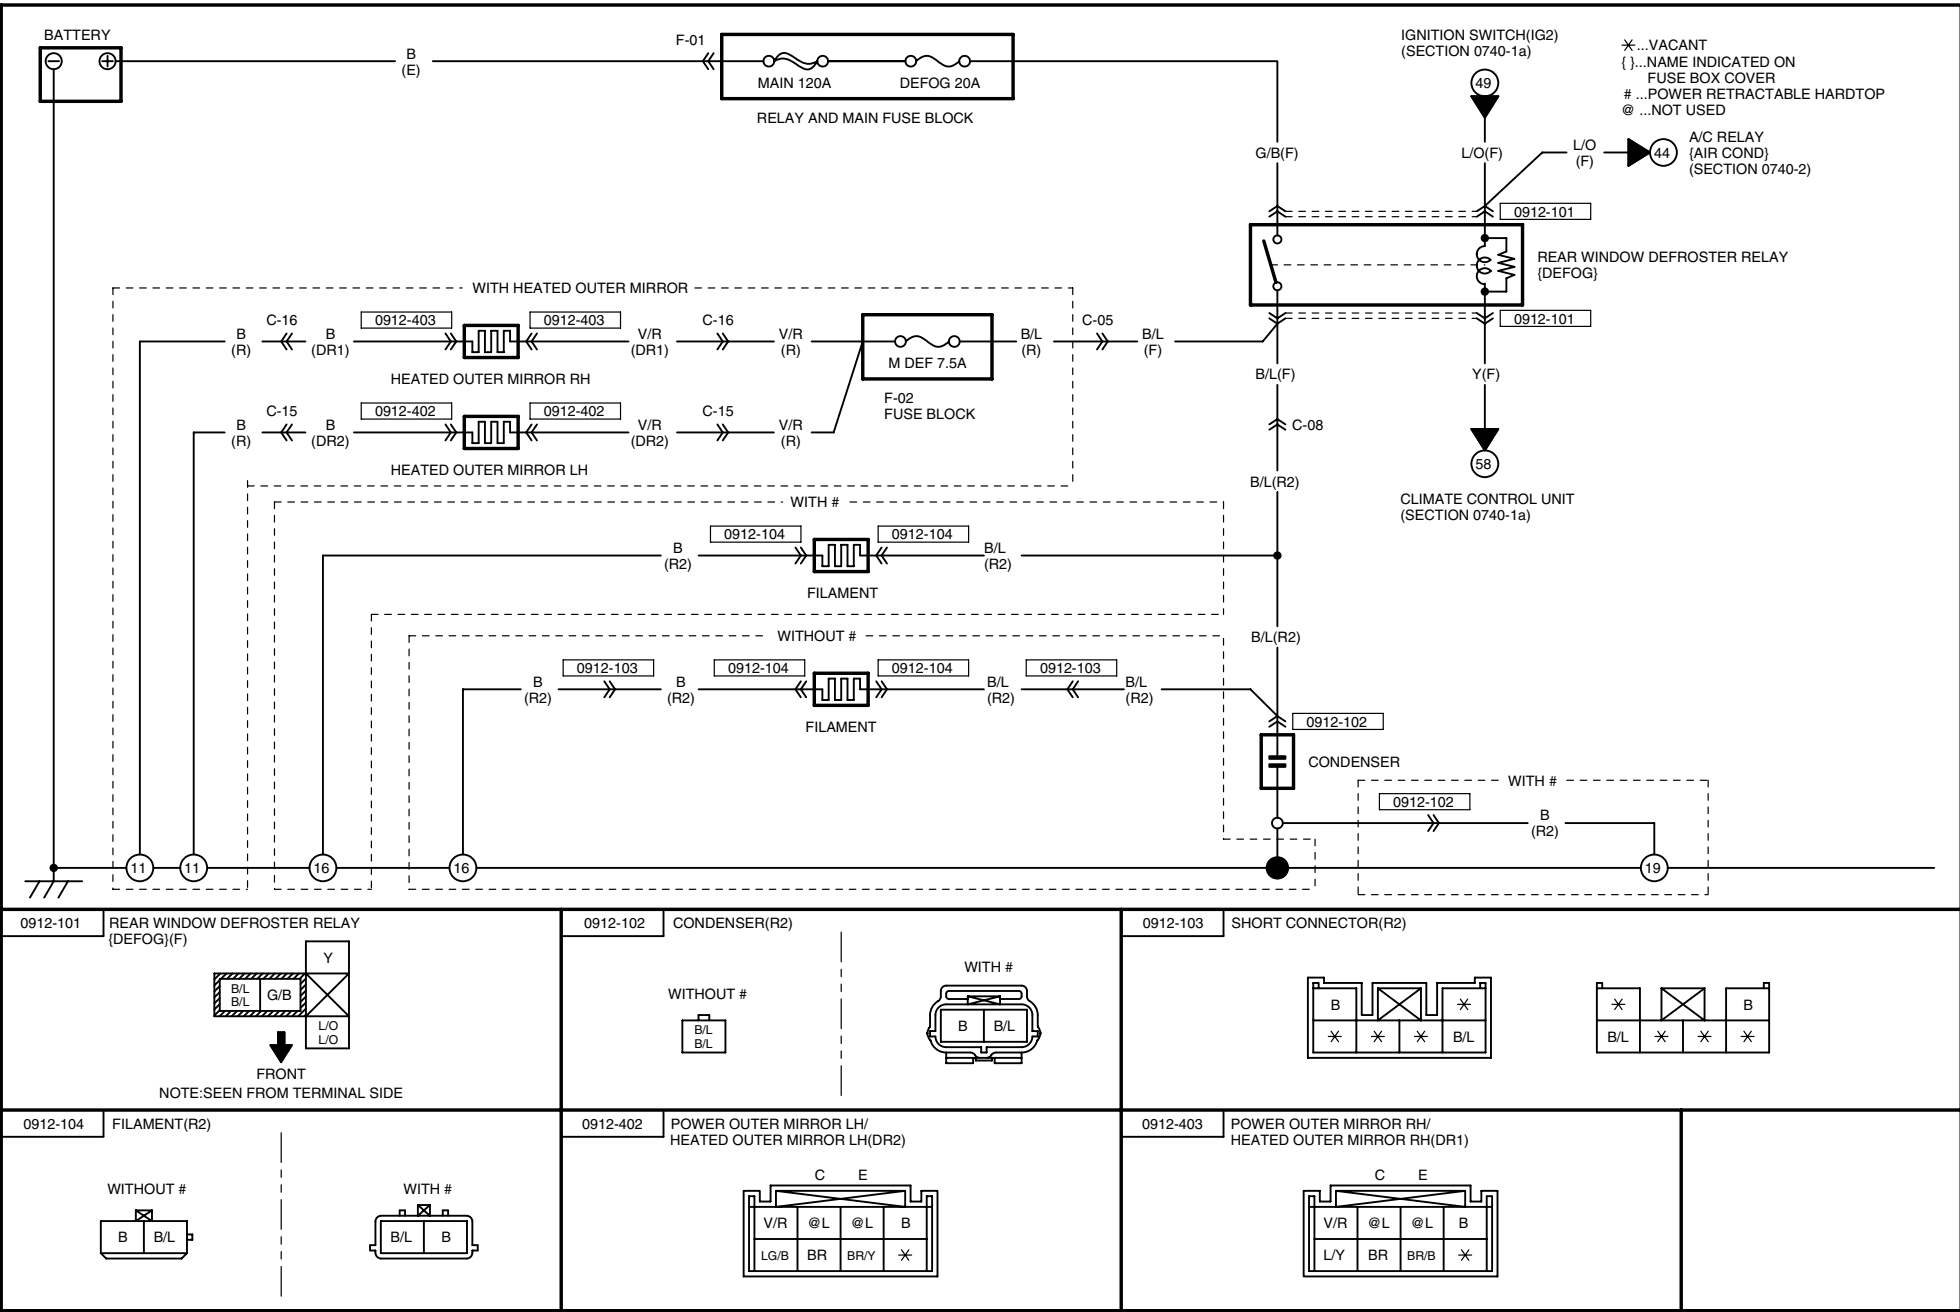 BATTERY
B
(E)
F-01
MAIN 120A
DEFOG 20A
RELAY AND MAIN FUSE BLOCK
IGNITION SWITCH(IG2)
(SECTION 0740-1a)
49
✳...VACANT
{ }...NAME INDICATED ON
FUSE BOX COVER
# ...POWER RETRACTABLE HARDTOP
@ ...NOT USED
G/B(F)
L/O(F)
L/O
(F)
44
A/C RELAY
{AIR COND}
(SECTION 0740-2)
0912-101
REAR WINDOW DEFROSTER RELAY
{DEFOG}
0912-101
WITH HEATED OUTER MIRROR
B
(R)
C-16
B
(DR1)
0912-403
0912-403
V/R
(DR1)
C-16
V/R
(R)
M DEF 7.5A
B/L
(R)
C-05
B/L
(F)
HEATED OUTER MIRROR RH
F-02
FUSE BLOCK
B/L(F)
Y(F)
B
(R)
C-15
B
(DR2)
0912-402
0912-402
V/R
(DR2)
C-15
V/R
(R)
C-08
HEATED OUTER MIRROR LH
58
CLIMATE CONTROL UNIT
(SECTION 0740-1a)
B/L(R2)
WITH #
B
(R2)
0912-104
0912-104
B/L
(R2)
FILAMENT
WITHOUT #
B/L(R2)
B
(R2)
0912-103
B
(R2)
0912-104
0912-104
B/L
(R2)
0912-103
B/L
(R2)
FILAMENT
0912-102
CONDENSER
WITH #
0912-102
B
(R2)
11
11
16
16
19
0912-101
REAR WINDOW DEFROSTER RELAY
{DEFOG}(F)
Y
B/L
B/L
G/B
L/O
L/O
FRONT
NOTE:SEEN FROM TERMINAL SIDE
0912-102
CONDENSER(R2)
WITHOUT #
B/L
B/L
WITH #
B B/L
0912-103
SHORT CONNECTOR(R2)
B ✳
✳ ✳ ✳ B/L
✳ B
B/L ✳ ✳ ✳
0912-104
FILAMENT(R2)
WITHOUT #
B B/L
WITH #
B/L B
0912-402
POWER OUTER MIRROR LH/
HEATED OUTER MIRROR LH(DR2)
C E
V/R @L @L B
LG/B BR BR/Y ✳
0912-403
POWER OUTER MIRROR RH/
HEATED OUTER MIRROR RH(DR1)
C E
V/R @L @L B
L/Y BR BR/B ✳